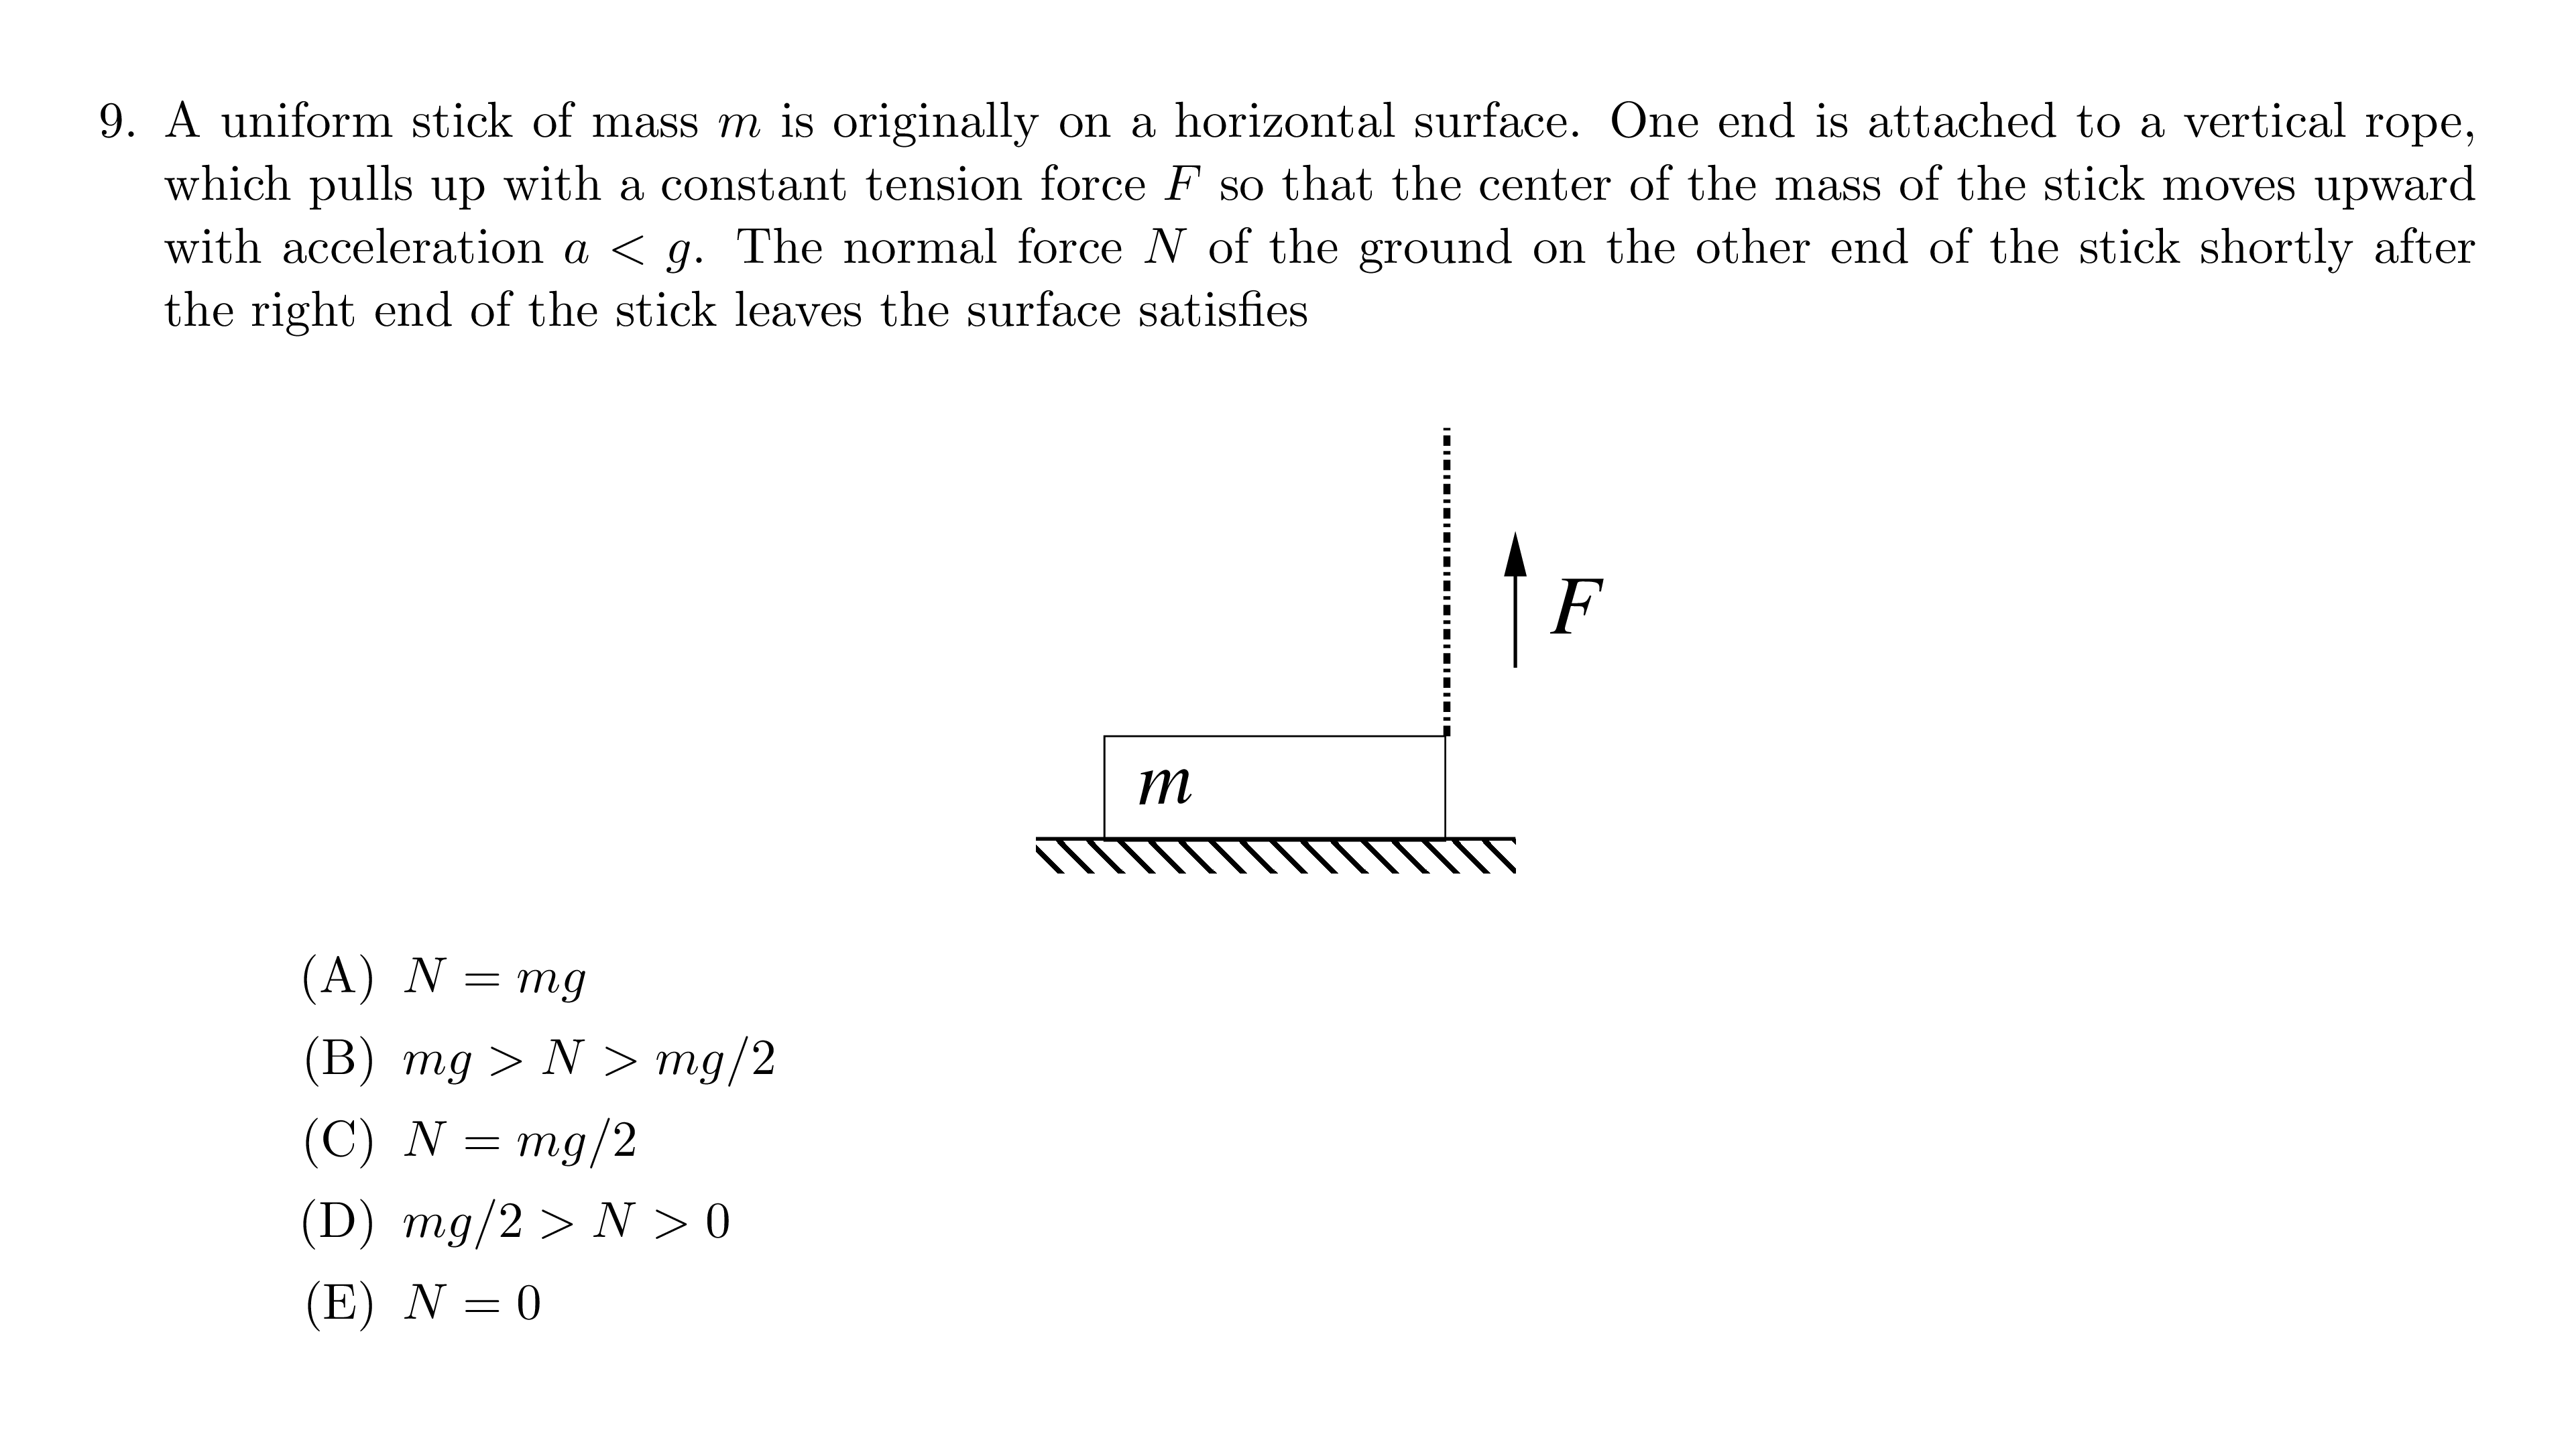 9. A uniform stick of mass m is originally on a horizontal surface. One end is attached to a vertical rope,
which pulls up with a constant tension force F so that the center of the mass of the stick moves upward
with acceleration a < g. The normal force N of the ground on the other end of the stick shortly after
the right end of the stick leaves the surface satisfies
F
m
(A) N = mg
(B) mg > N > mg/2
(C) N = mg/2
(D) mg/2 > N > 0
(E) N = 0